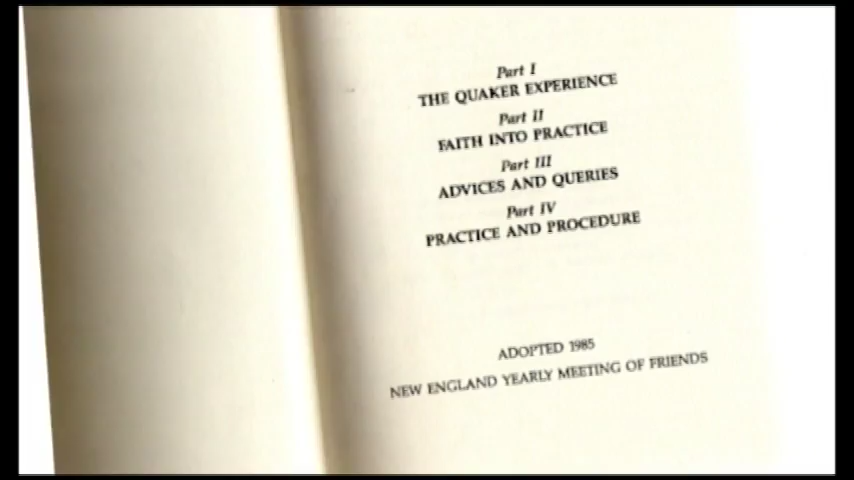 Part I
THE QUAKER EXPERIENCE
Part II
FAITH INTO PRACTICE
Part III
ADVICES AND QUERIES
Part IV
PRACTICE AND PROCEDURE
ADOPTED 1985
NEW ENGLAND YEARLY MEETING OF FRIENDS